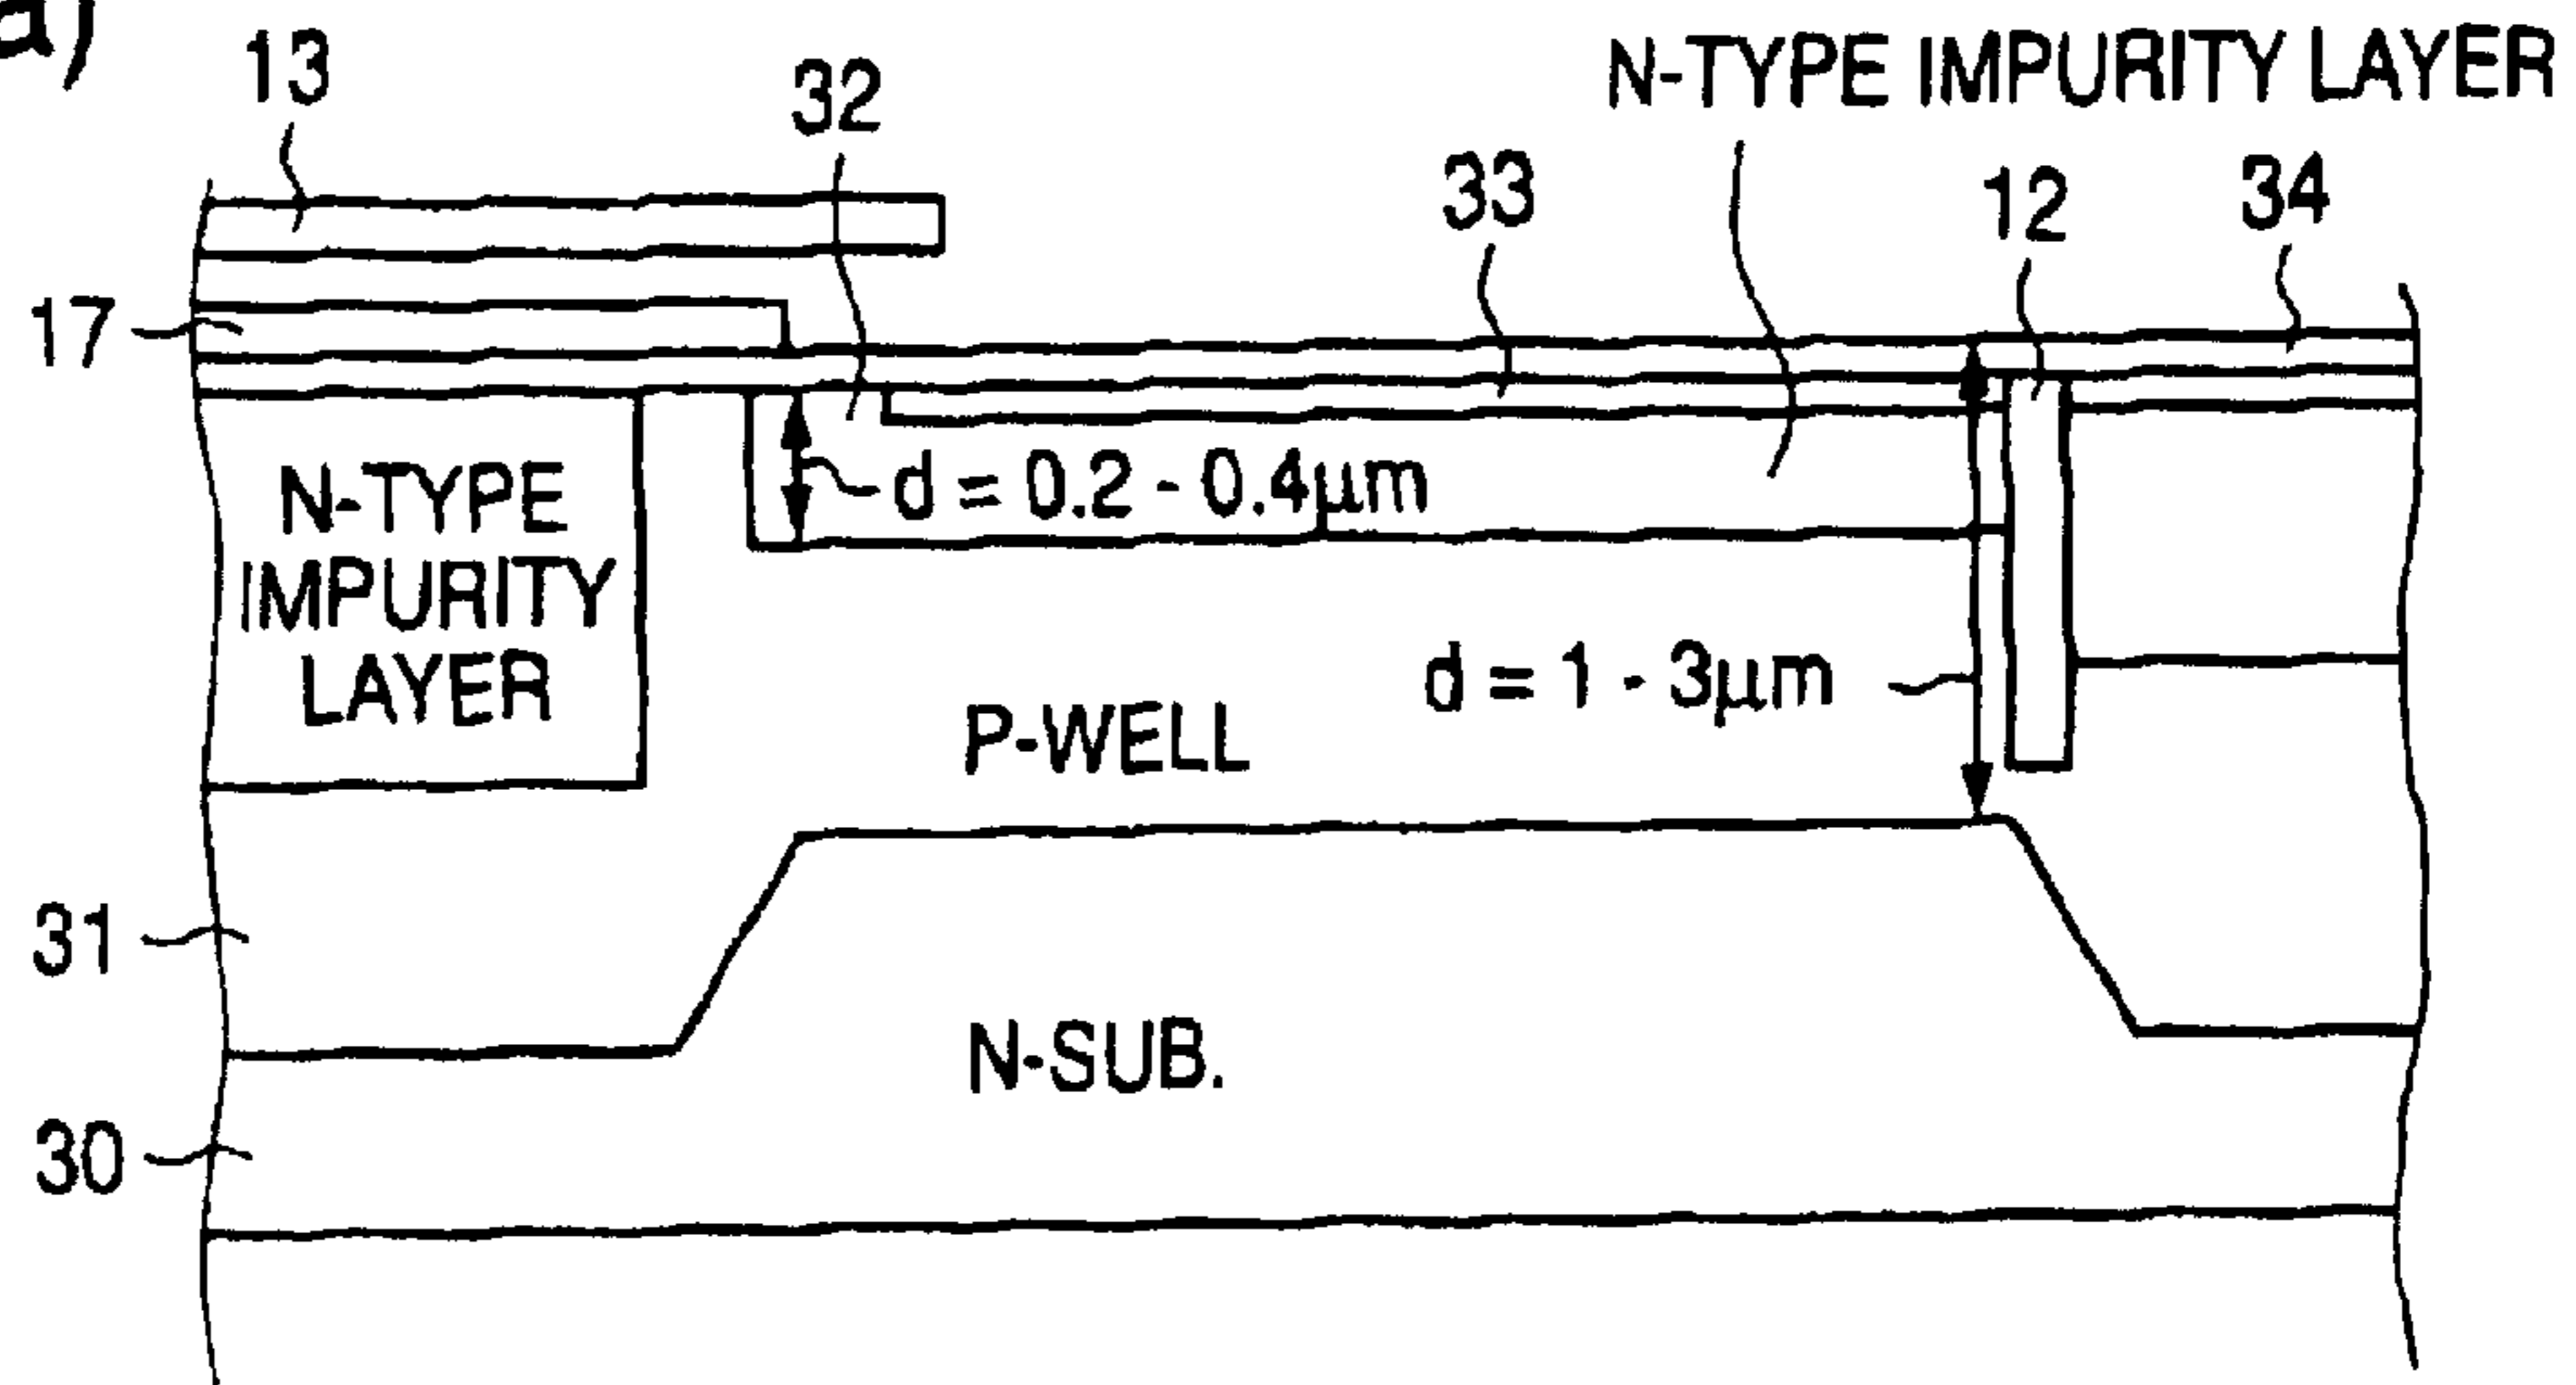 a)
13
32
N-TYPE IMPURITY LAYER
33
12
34
17
N-TYPE
IMPURITY
LAYER
d = 0.2 - 0.4μm
d = 1 - 3μm
P-WELL
31
N-SUB.
30